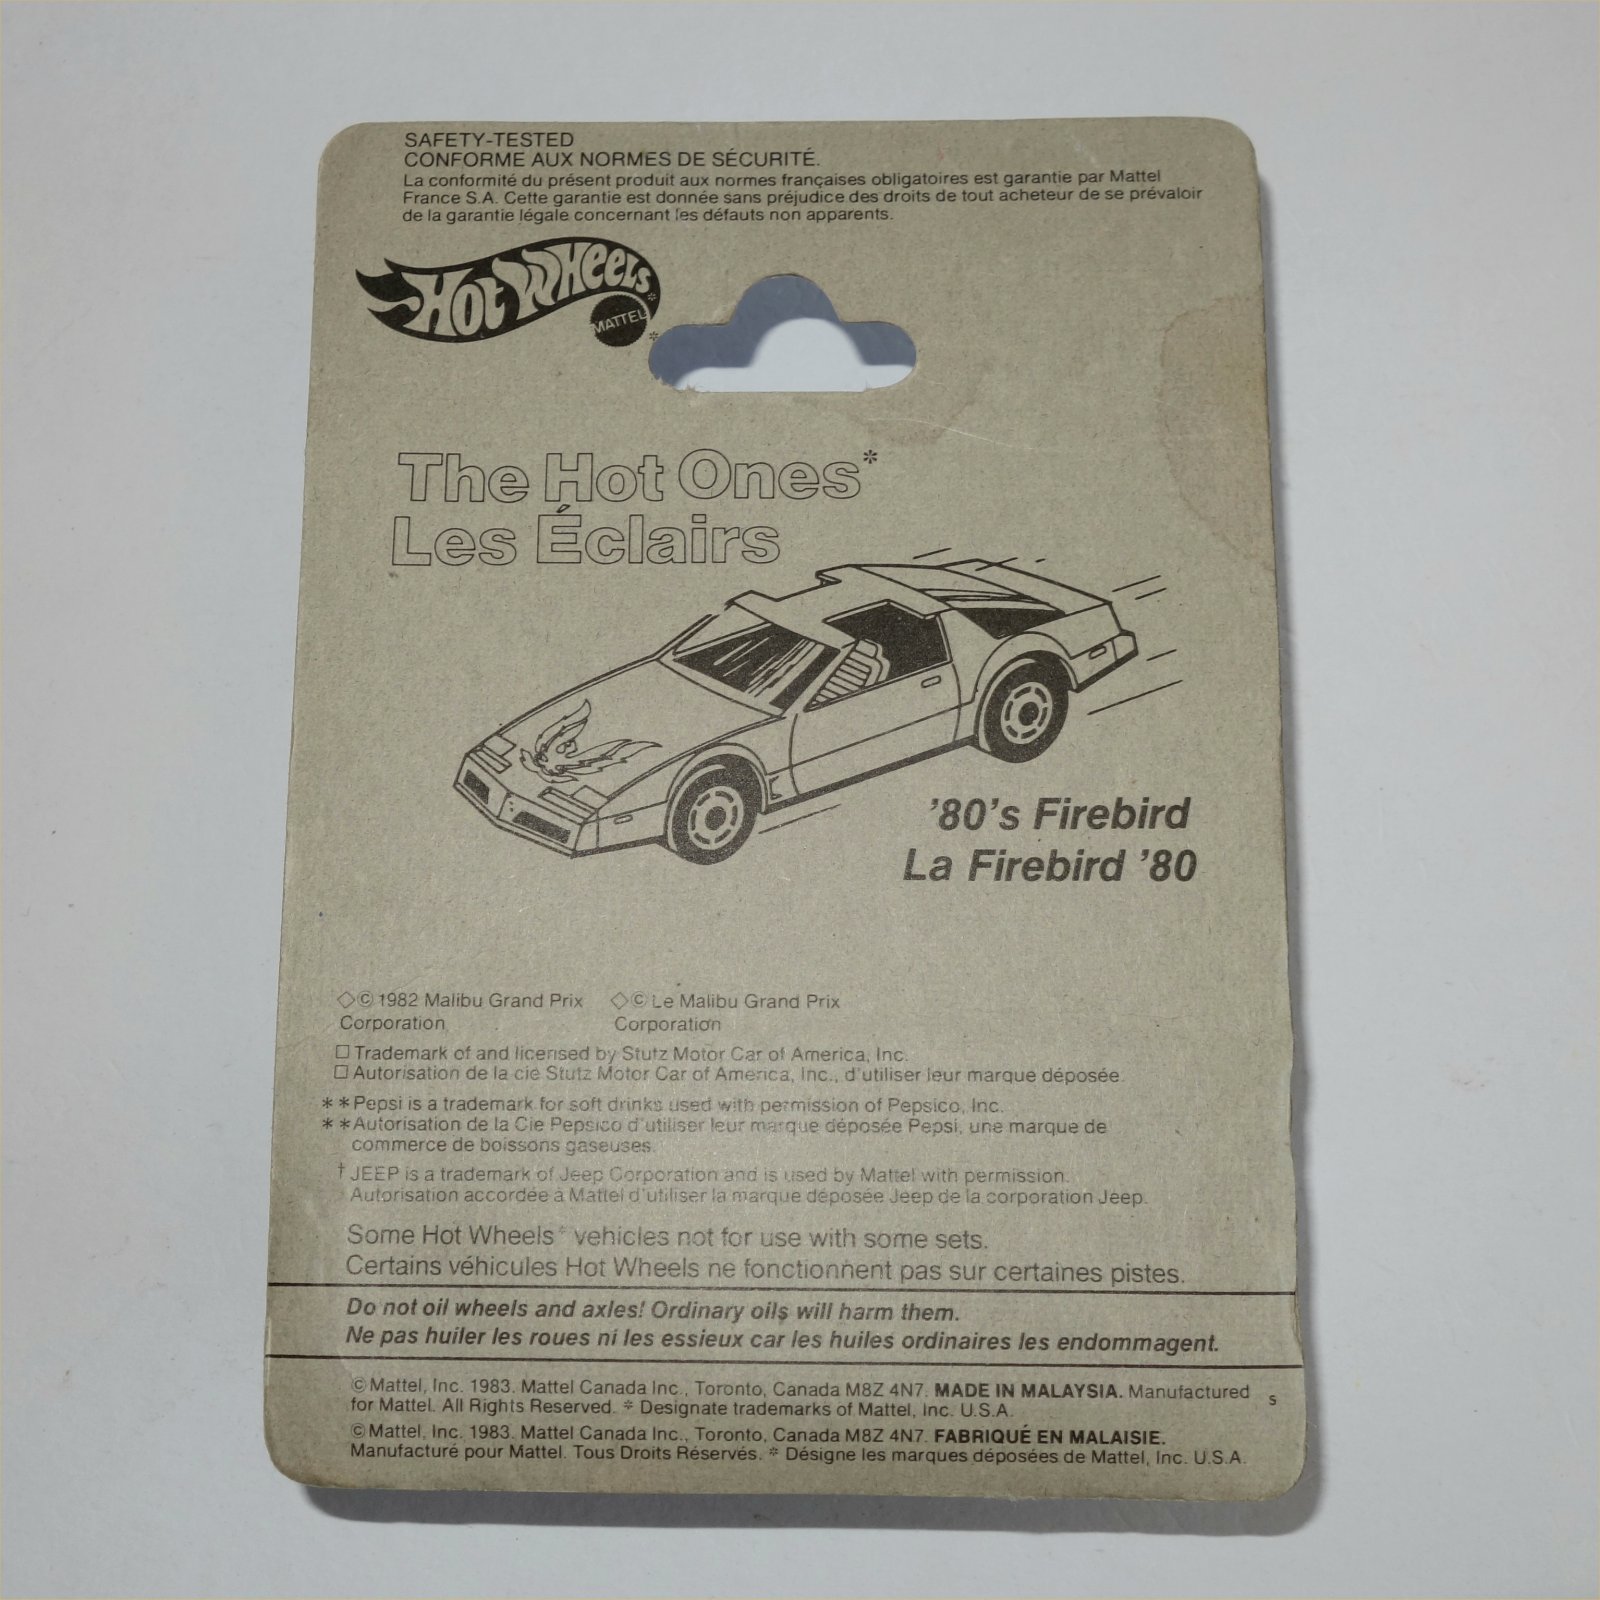 SAFETY-TESTED
CONFORME AUX NORMES DE SÉCURITÉ.
La conformité du présent produit aux normes françaises obligatoires est garantie par Mattel
France S.A. Cette garantie est donnée sans préjudice des droits de tout acheteur de se prévaloir
de la garantie légale concernant les défauts non apparents.
Hot Wheels*
MATTEL*
The Hot Ones*
Les Éclairs
'80's Firebird
La Firebird '80
◇© 1982 Malibu Grand Prix ◇© Le Malibu Grand Prix
Corporation Corporation
□ Trademark of and licensed by Stutz Motor Car of America, Inc.
□ Autorisation de la cie Stutz Motor Car of America, Inc., d'utiliser leur marque déposée.
**Pepsi is a trademark for soft drinks used with permission of Pepsico, Inc.
**Autorisation de la Cie Pepsico d'utiliser leur marque déposée Pepsi, une marque de
commerce de boissons gaseuses.
† JEEP is a trademark of Jeep Corporation and is used by Mattel with permission.
Autorisation accordée à Mattel d'utiliser la marque déposée Jeep de la corporation Jeep.
Some Hot Wheels* vehicles not for use with some sets.
Certains véhicules Hot Wheels ne fonctionnent pas sur certaines pistes.
Do not oil wheels and axles! Ordinary oils will harm them.
Ne pas huiler les roues ni les essieux car les huiles ordinaires les endommagent.
© Mattel, Inc. 1983. Mattel Canada Inc., Toronto, Canada M8Z 4N7. MADE IN MALAYSIA. Manufactured s
for Mattel. All Rights Reserved. * Designate trademarks of Mattel, Inc. U.S.A.
© Mattel, Inc. 1983. Mattel Canada Inc., Toronto, Canada M8Z 4N7. FABRIQUÉ EN MALAISIE.
Manufacturé pour Mattel. Tous Droits Réservés. * Désigne les marques déposées de Mattel, Inc. U.S.A.